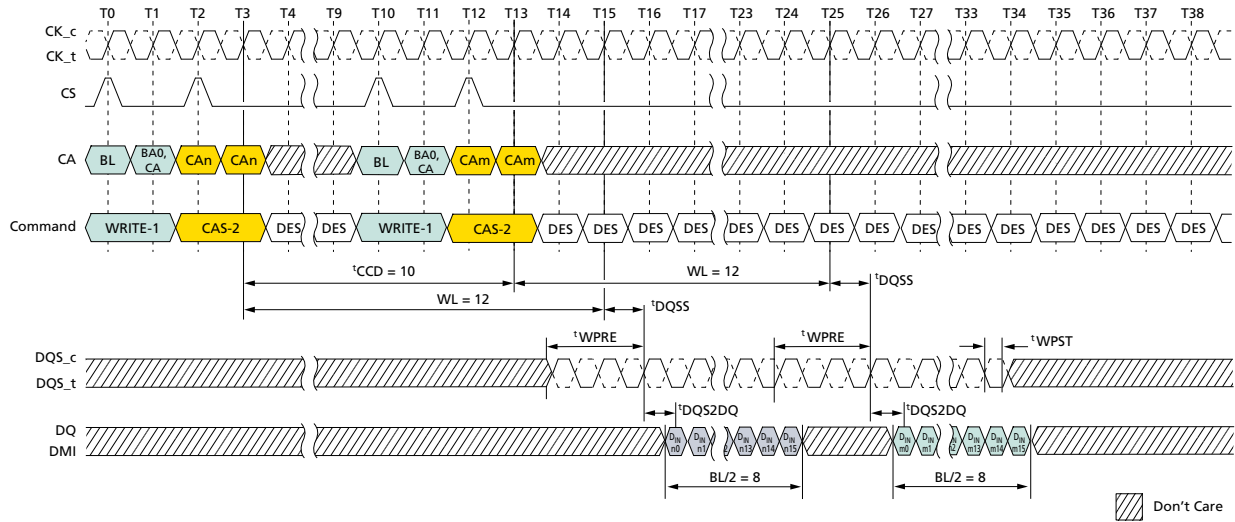 T0 T1 T2 T3 T4 T9 T10 T11 T12 T13 T14 T15 T16 T17 T23 T24 T25 T26 T27 T33 T34 T35 T36 T37 T38
CK_c
CK_t
CS
CA BL BA0, CA CAn CAn BL BA0, CA CAm CAm
Command WRITE-1 CAS-2 DES DES WRITE-1 CAS-2 DES DES DES DES DES DES DES DES DES DES DES DES DES DES DES
tCCD = 10 WL = 12 tDQSS
WL = 12 tDQSS
tWPRE tWPRE tWPST
DQS_c
DQS_t
tDQS2DQ tDQS2DQ
DQ
DMI
DIN n0 DIN n1 DIN n13 DIN n14 DIN n15 DIN m0 DIN m1 DIN m13 DIN m14 DIN m15
BL/2 = 8 BL/2 = 8
Don't Care